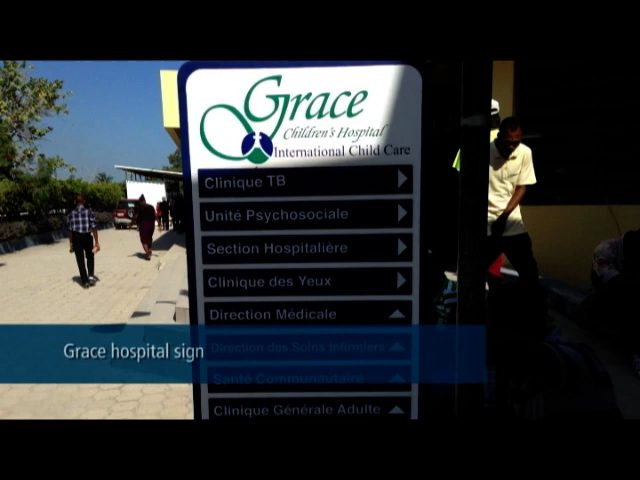 Grace
Children's Hospital
International Child Care
Clinique TB
Unité Psychosociale
Section Hospitalière
Clinique des Yeux
Direction Médicale
Direction des Soins Infirmiers
Santé Communautaire
Clinique Générale Adulte
Grace hospital sign